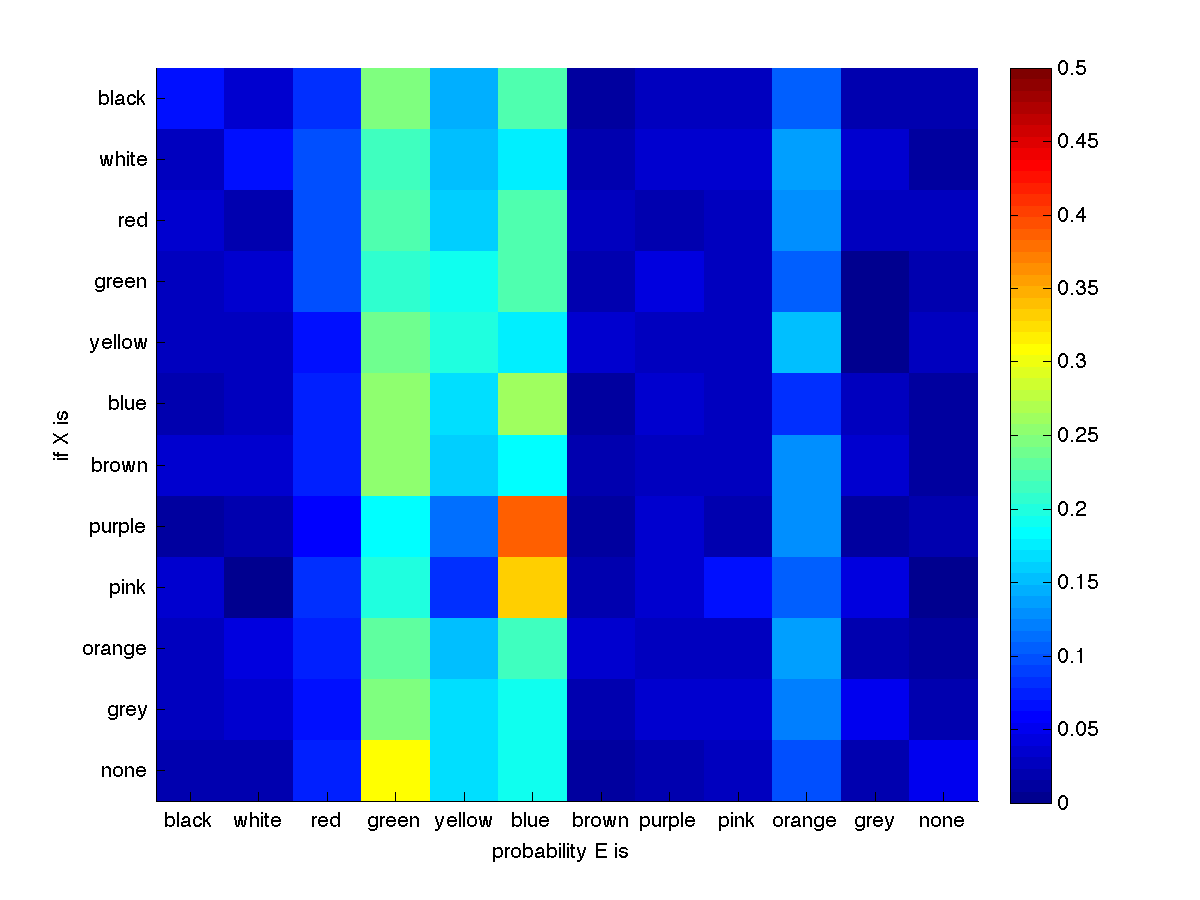 black
white
red
green
yellow
blue
brown
purple
pink
orange
grey
none
if X is
black white red green yellow blue brown purple pink orange grey none
probability E is
0.5
0.45
0.4
0.35
0.3
0.25
0.2
0.15
0.1
0.05
0